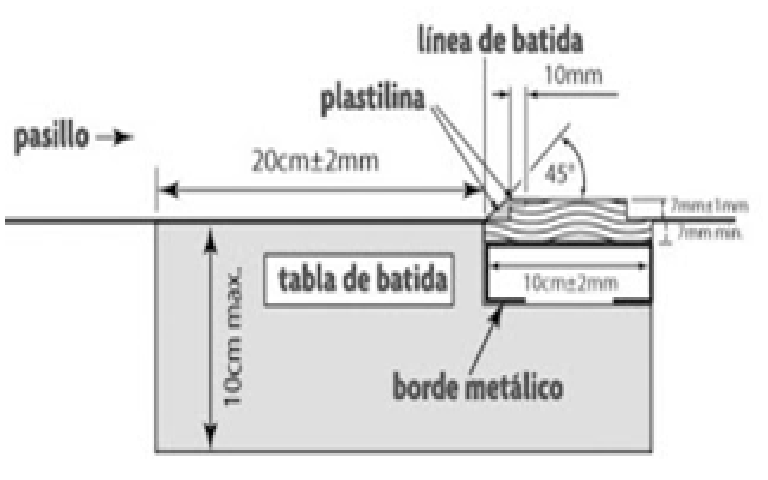 línea de batida
10mm
plastilina
pasillo
20cm±2mm
45°
7mm±1mm
7mm min.
tabla de batida
10cm±2mm
10cm max.
borde metálico